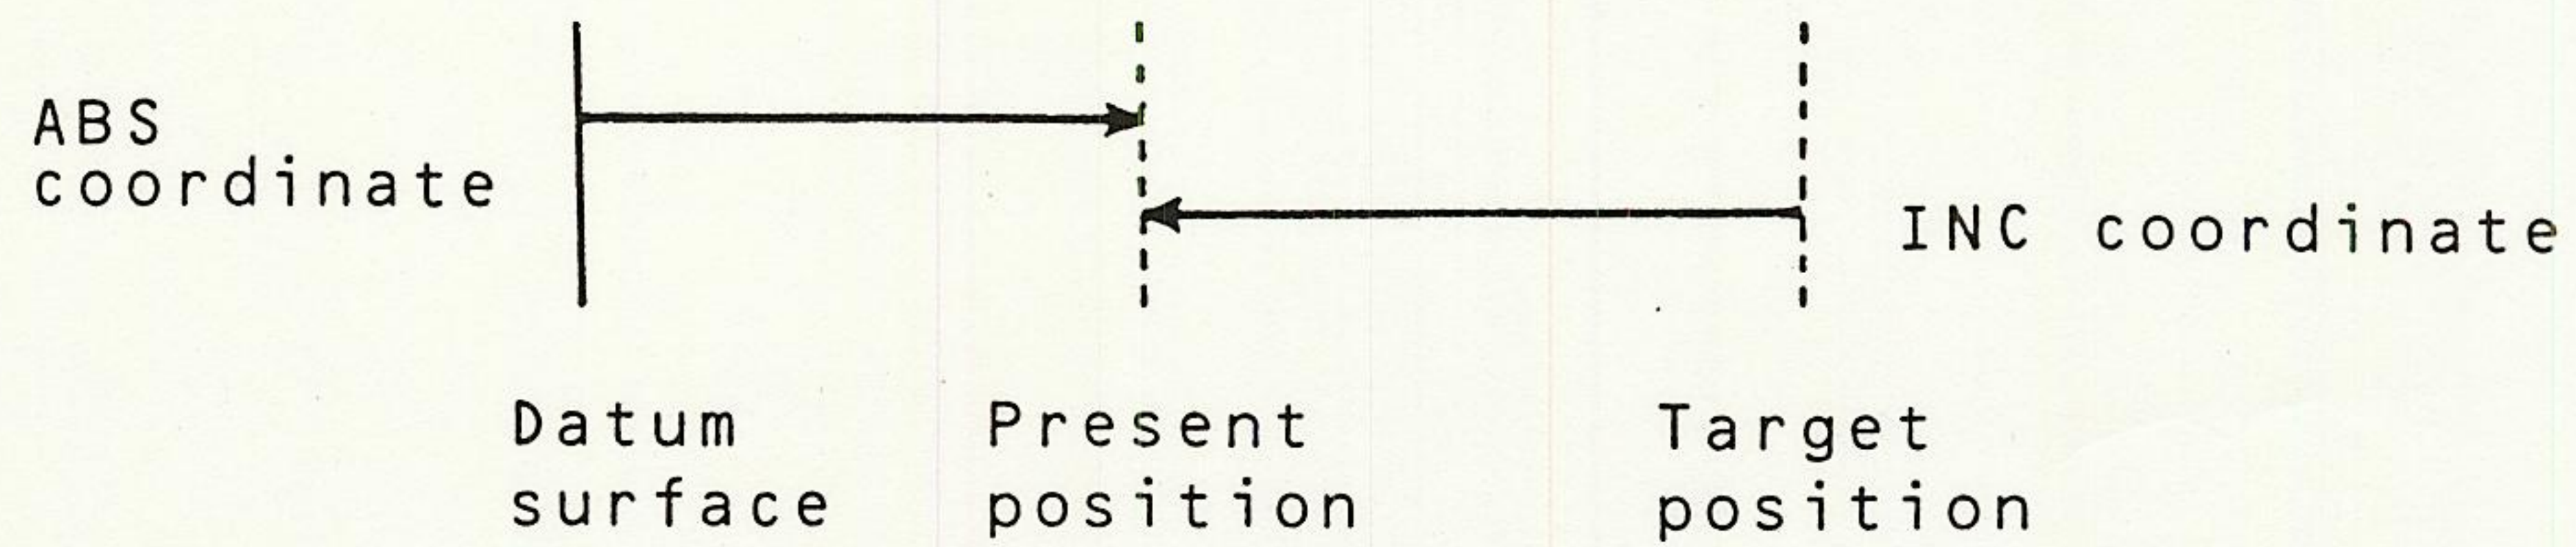 ABS
coordinate
INC coordinate
Datum
surface
Present
position
Target
position